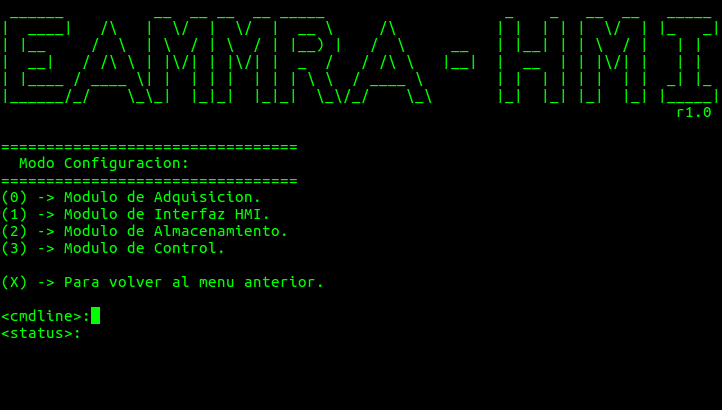 EAMRA-HMI
r1.0
=================================
Modo Configuracion:
=================================
(0) -> Modulo de Adquisicion.
(1) -> Modulo de Interfaz HMI.
(2) -> Modulo de Almacenamiento.
(3) -> Modulo de Control.
(X) -> Para volver al menu anterior.
<cmdline>:
<status>: